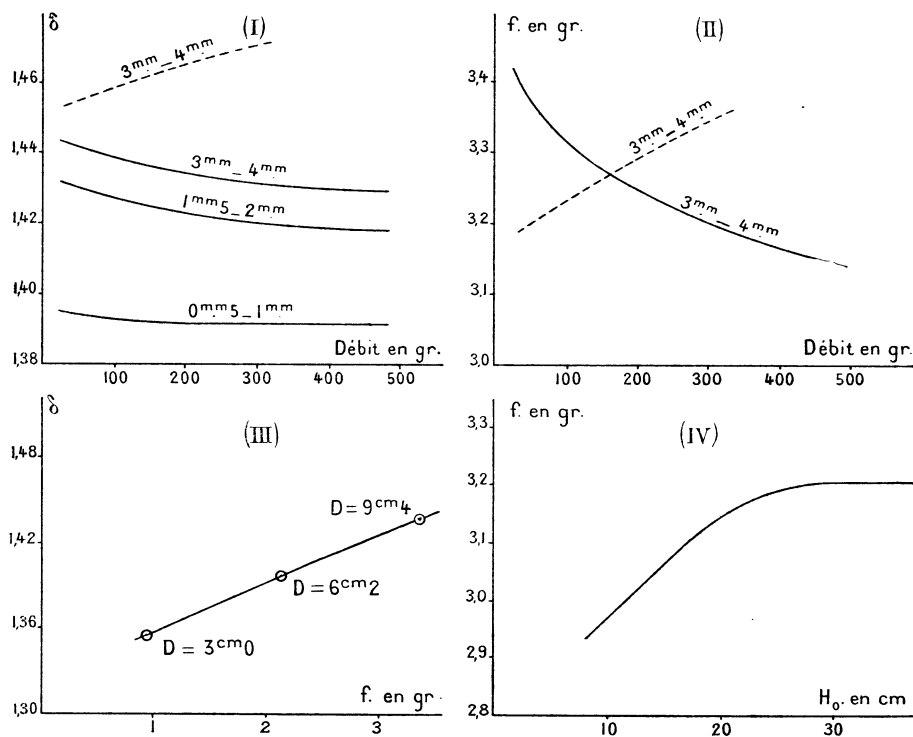 δ
(I)
1,46
1,44
1,42
1,40
1,38
3mm_4mm
3mm_4mm
1mm5_2mm
0mm5_1mm
Débit en gr.
100 200 300 400 500
f. en gr.
(II)
3,4
3,3
3,2
3,1
3,0
3mm_4mm
3mm_4mm
Débit en gr.
100 200 300 400 500
δ
(III)
1,48
1,42
1,36
1,30
D = 9cm4
D = 6cm2
D = 3cm0
f. en gr.
1 2 3
f. en gr.
(IV)
3,3
3,2
3,1
3,0
2,9
2,8
H₀. en cm
10 20 30